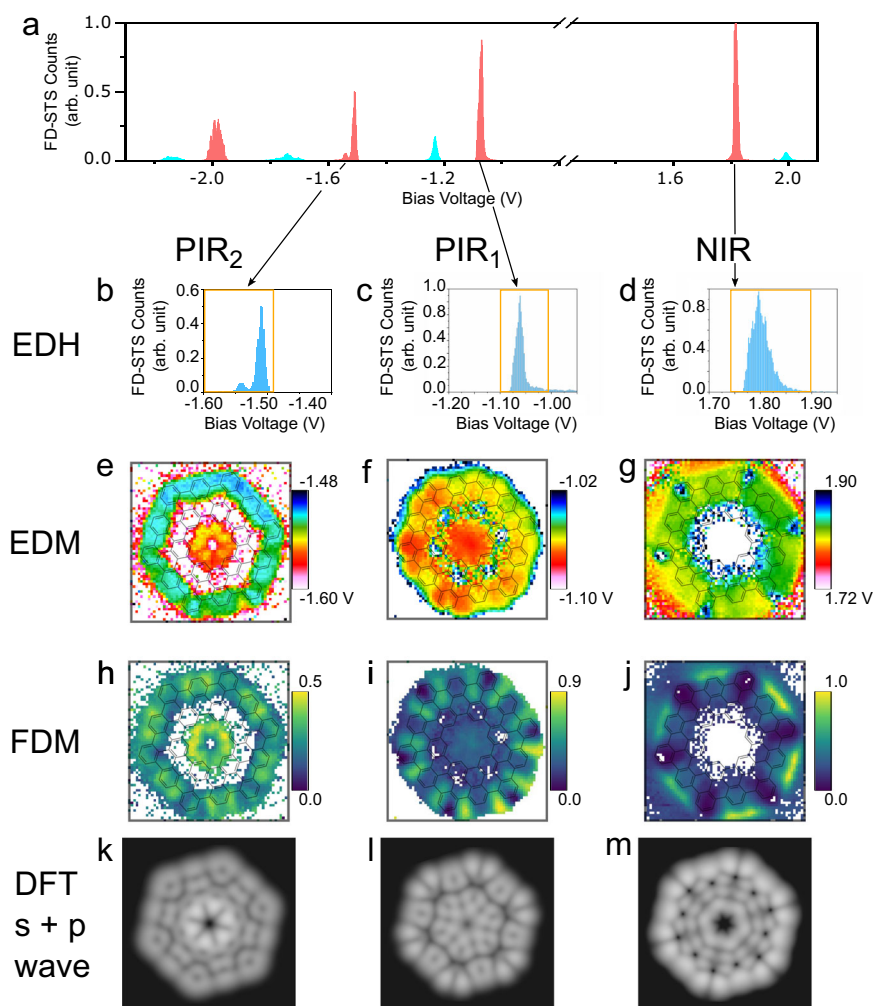 a
FD-STS Counts
(arb. unit)
1.0
0.5
0.0
-2.0
-1.6
-1.2
1.6
2.0
Bias Voltage (V)
Bias Voltage (V)
PIR2
PIR1
NIR
EDH
b
FD-STS Counts
(arb. unit)
0.6
0.4
0.2
0.0
-1.60
-1.50
-1.40
Bias Voltage (V)
c
FD-STS Counts
(arb. unit)
1.0
0.8
0.4
0.2
0.0
-1.20
-1.10
-1.00
Bias Voltage (V)
d
FD-STS Counts
(arb. unit)
1.0
0.8
0.4
0.2
0.0
1.70
1.80
1.90
Bias Voltage (V)
EDM
e
-1.48
-1.60 V
f
-1.02
-1.10 V
g
1.90
1.72 V
FDM
h
0.5
0.0
i
0.9
0.0
j
1.0
0.0
DFT
s + p
wave
k
l
m